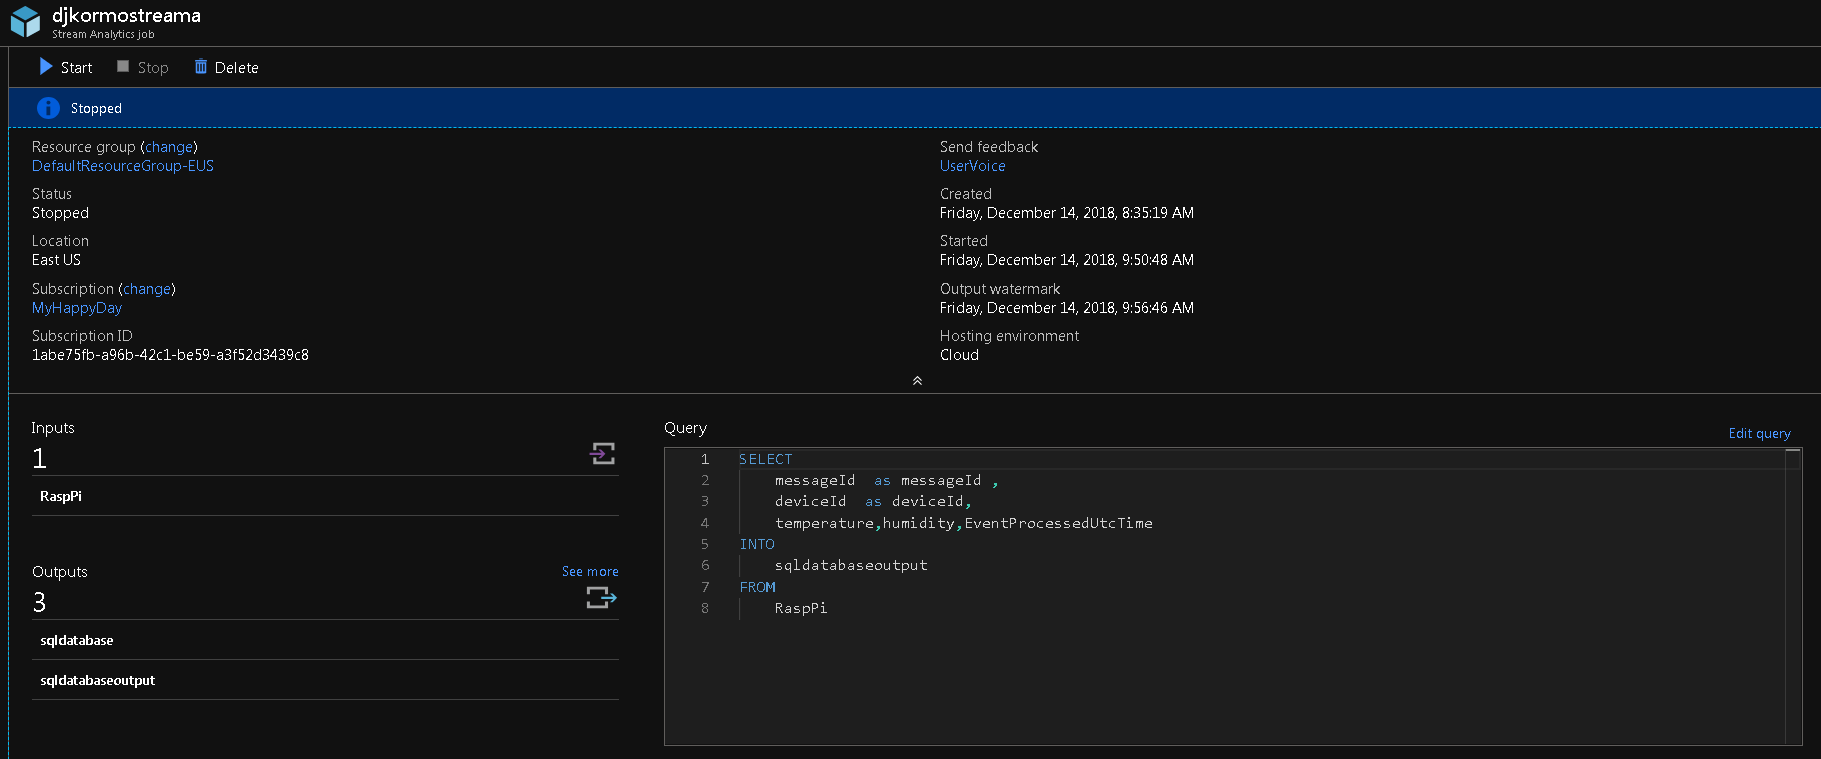 djkormostreama
Stream Analytics job
Start Stop Delete
Stopped
Resource group (change)
DefaultResourceGroup-EUS
Status
Stopped
Location
East US
Subscription (change)
MyHappyDay
Subscription ID
1abe75fb-a96b-42c1-be59-a3f52d3439c8
Send feedback
UserVoice
Created
Friday, December 14, 2018, 8:35:19 AM
Started
Friday, December 14, 2018, 9:50:48 AM
Output watermark
Friday, December 14, 2018, 9:56:46 AM
Hosting environment
Cloud
Inputs
1
RaspPi
Outputs
See more
3
sqldatabase
sqldatabaseoutput
Query
Edit query
1 SELECT
2 messageId as messageId ,
3 deviceId as deviceId,
4 temperature,humidity,EventProcessedUtcTime
5 INTO
6 sqldatabaseoutput
7 FROM
8 RaspPi